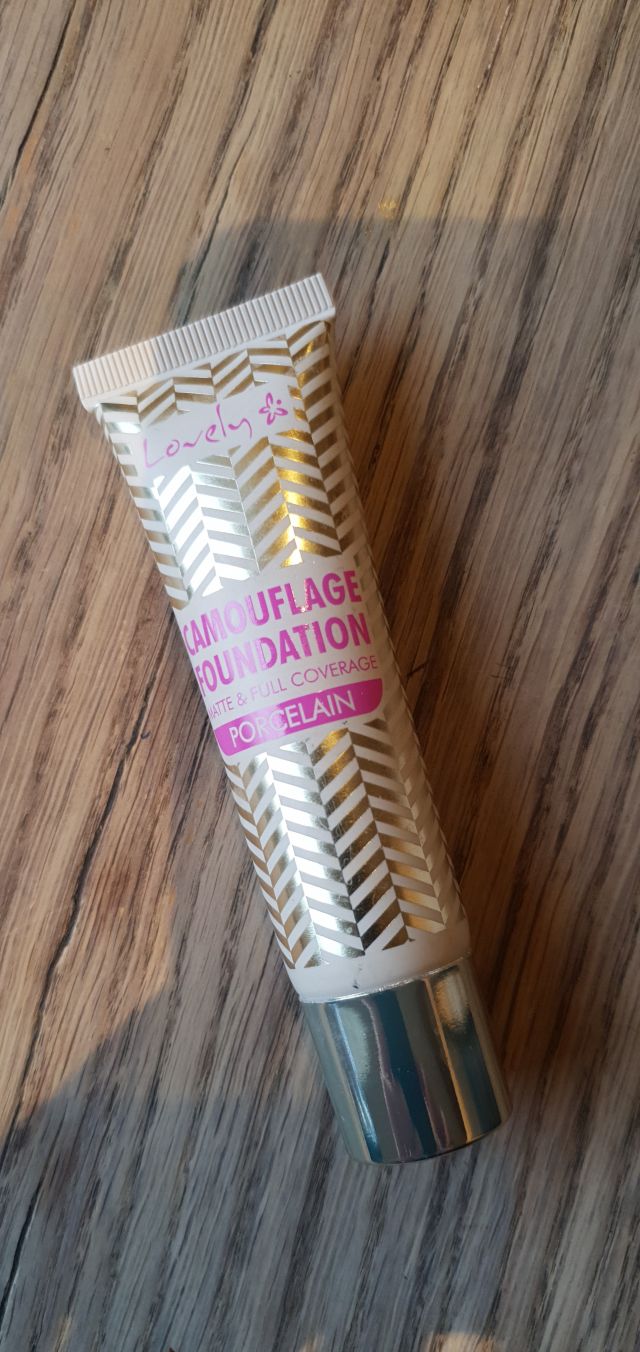 Lovely
CAMOUFLAGE
FOUNDATION
MATTE & FULL COVERAGE
PORCELAIN